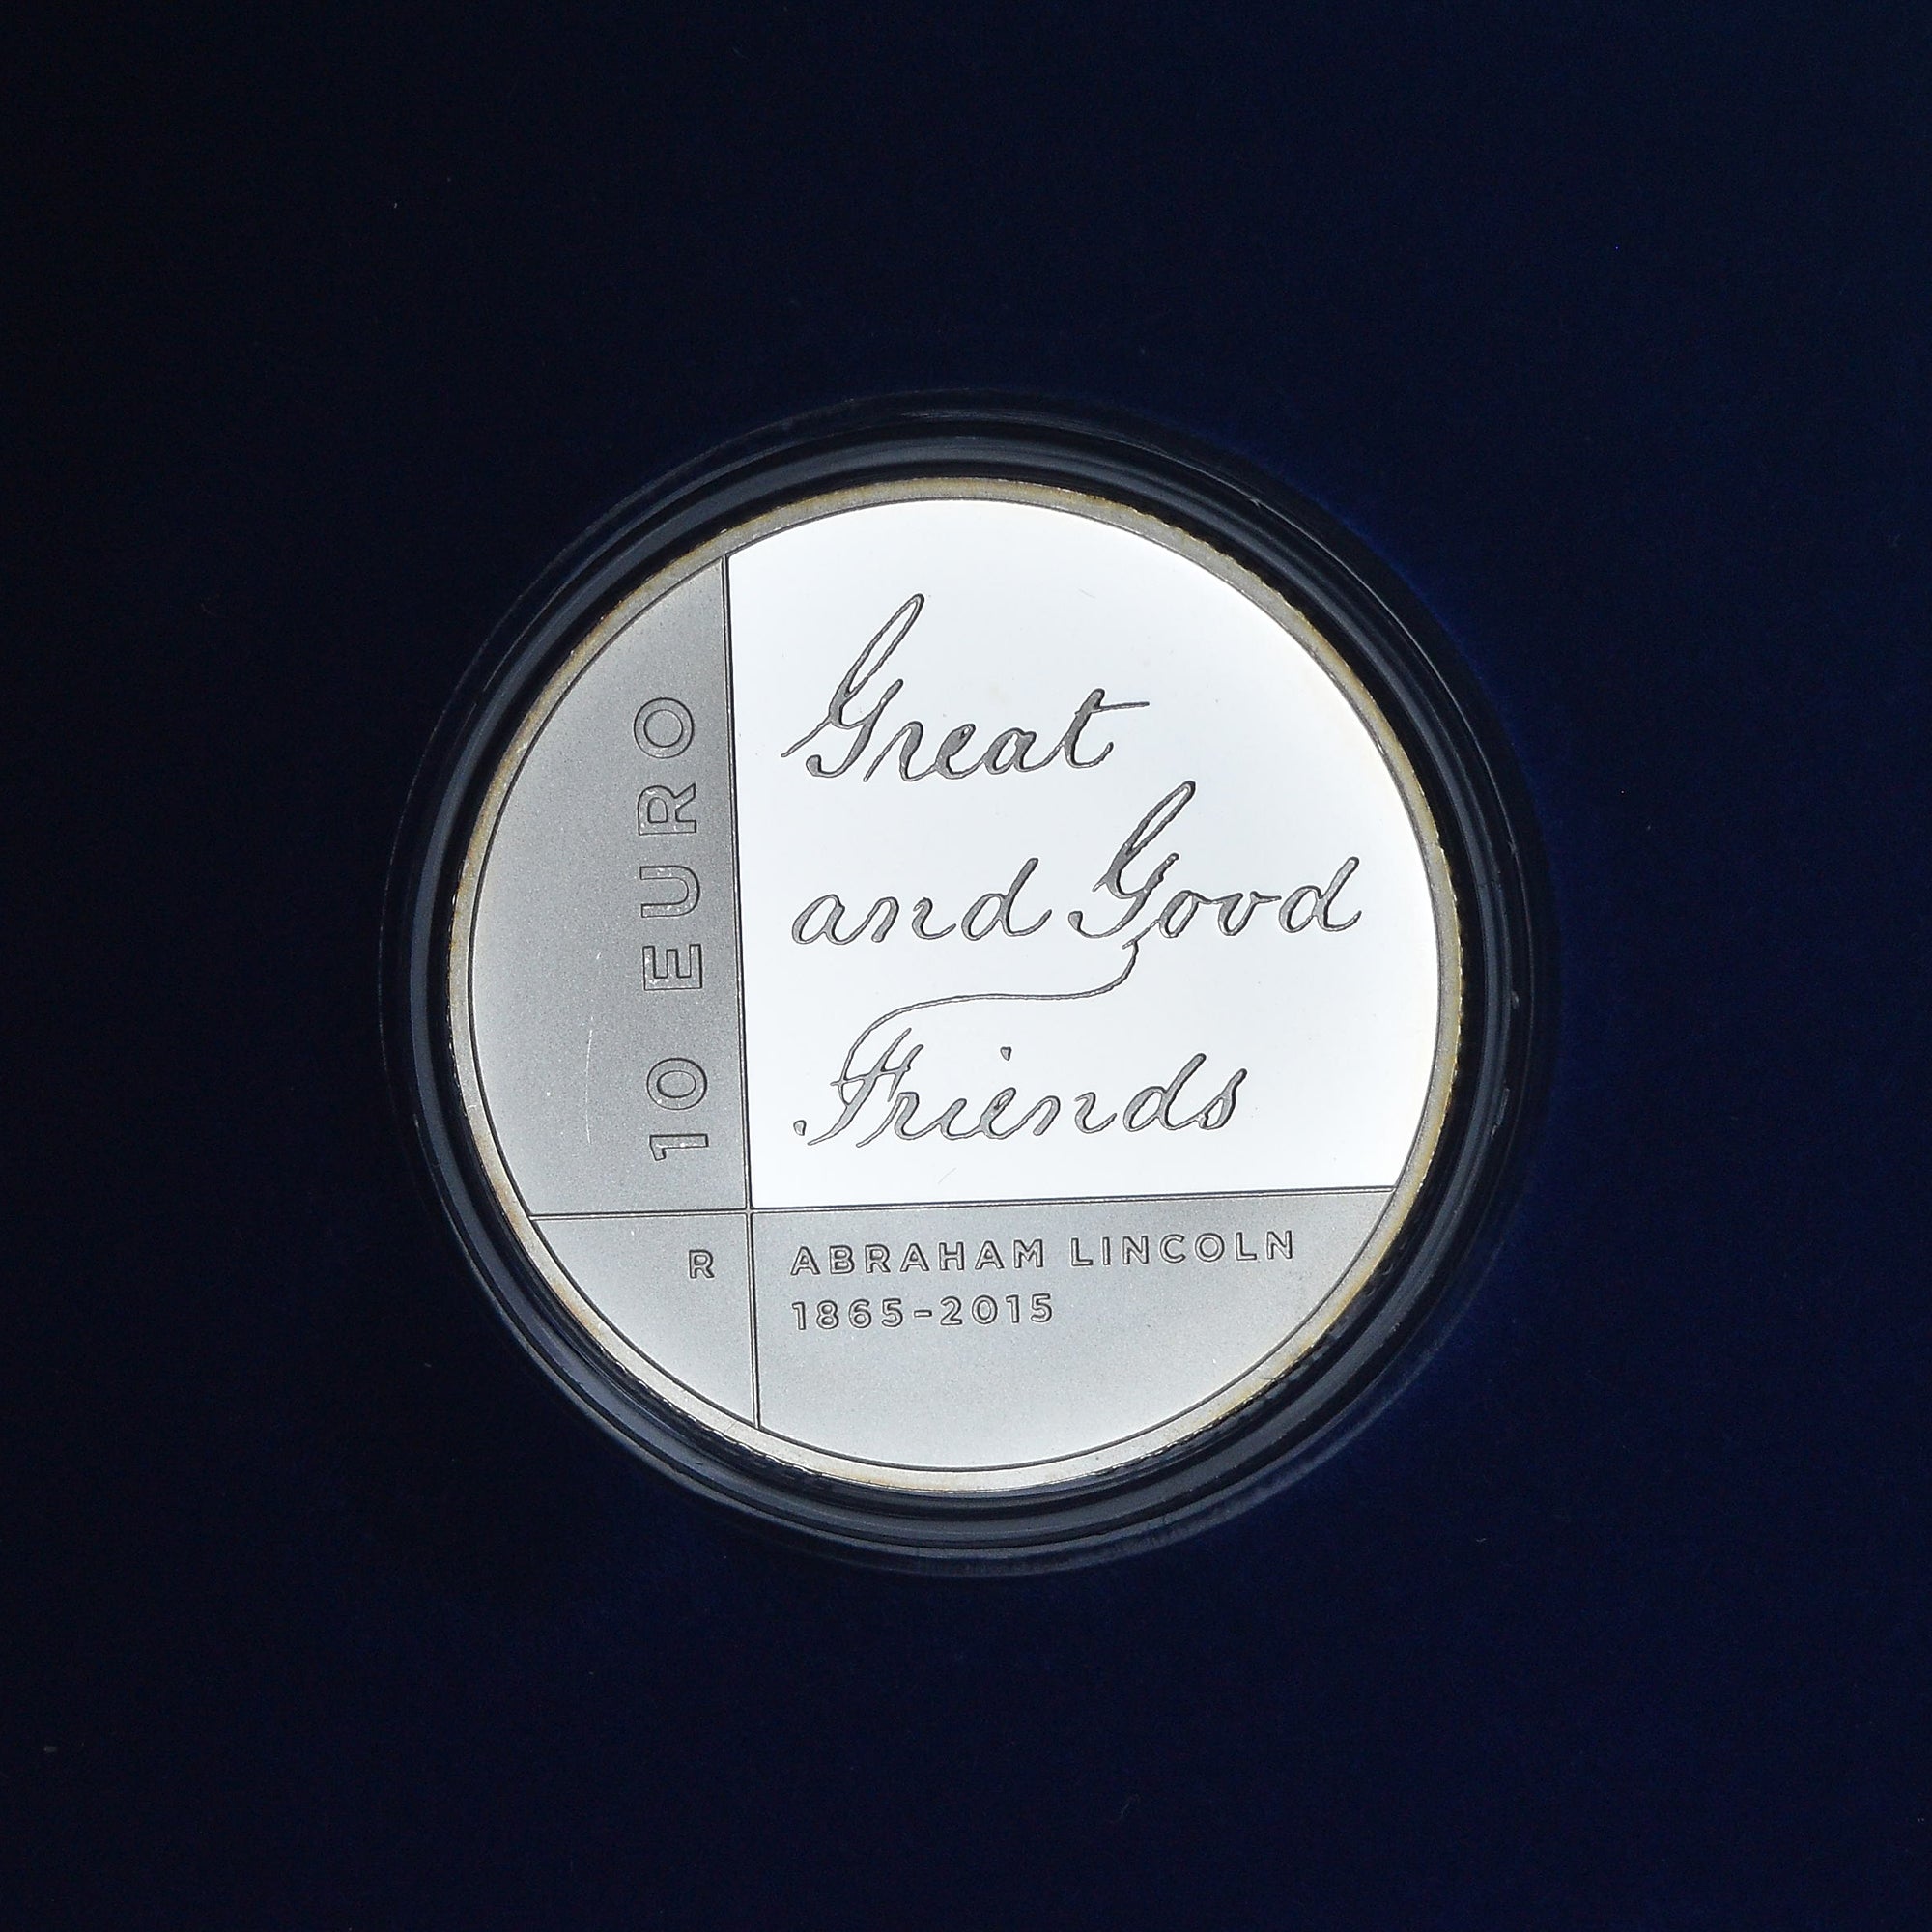 Great
and Good
Friends
10 EURO
R
ABRAHAM LINCOLN
1865-2015